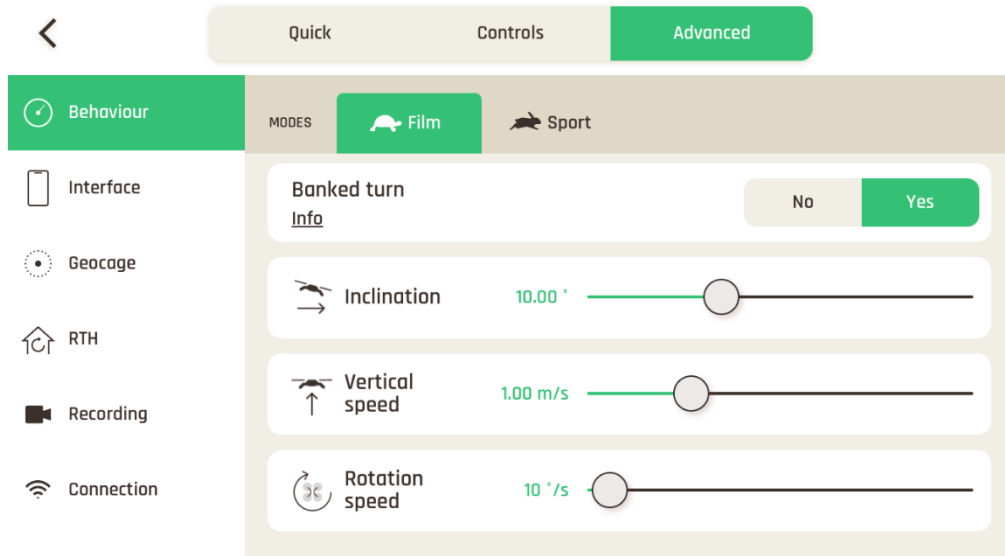 Quick Controls Advanced
Behaviour
Interface
Geocage
RTH
Recording
Connection
MODES Film Sport
Banked turn
Info
No Yes
Inclination 10.00 °
Vertical
speed
1.00 m/s
Rotation
speed
10 °/s